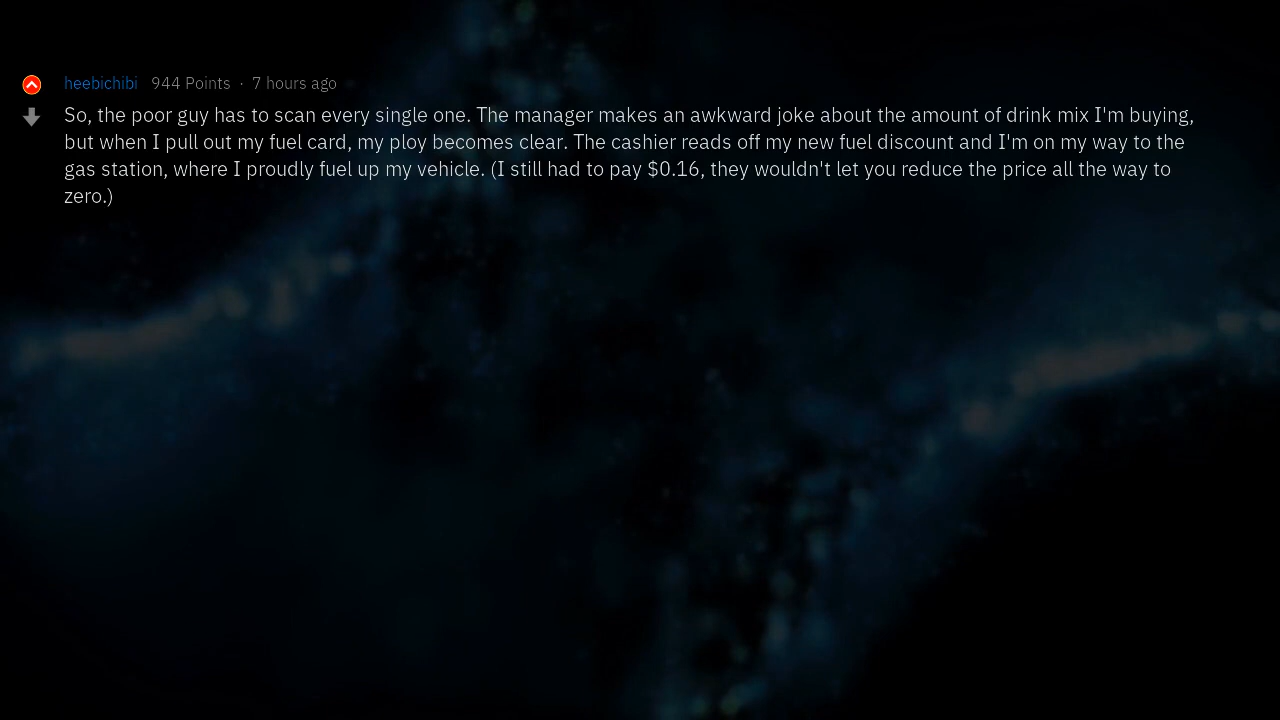 heebichibi 944 Points · 7 hours ago
So, the poor guy has to scan every single one. The manager makes an awkward joke about the amount of drink mix I'm buying,
but when I pull out my fuel card, my ploy becomes clear. The cashier reads off my new fuel discount and I'm on my way to the
gas station, where I proudly fuel up my vehicle. (I still had to pay $0.16, they wouldn't let you reduce the price all the way to
zero.)